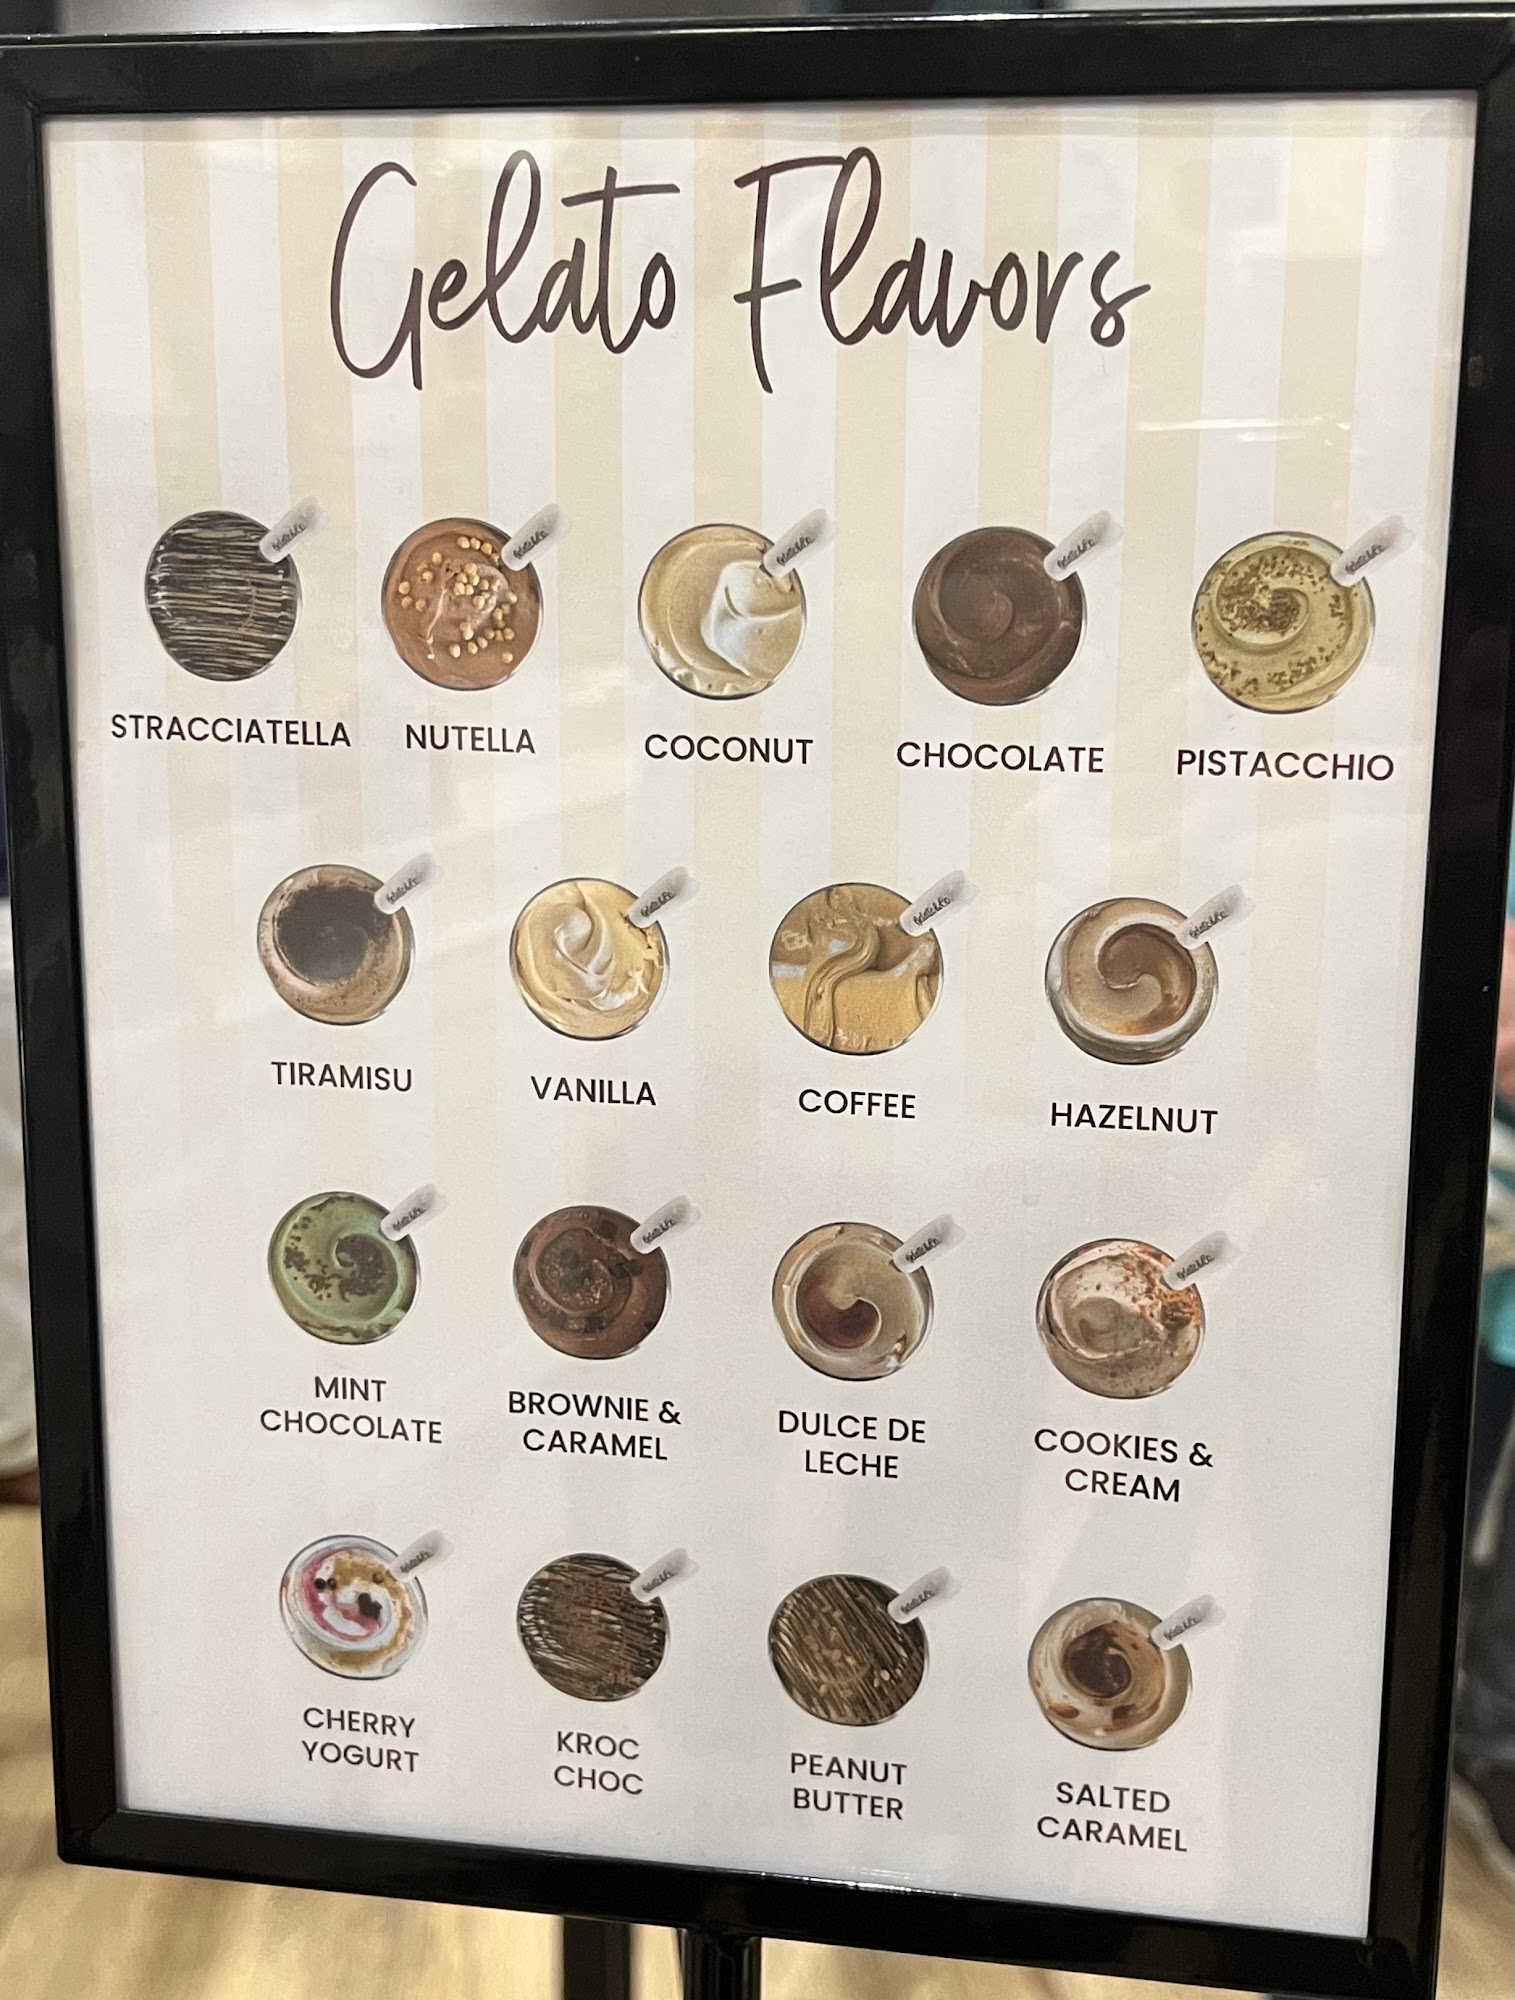 Gelato Flavors
STRACCIATELLA
NUTELLA
COCONUT
CHOCOLATE
PISTACCHIO
TIRAMISU
VANILLA
COFFEE
HAZELNUT
MINT
CHOCOLATE
BROWNIE &
CARAMEL
DULCE DE
LECHE
COOKIES &
CREAM
CHERRY
YOGURT
KROC
CHOC
PEANUT
BUTTER
SALTED
CARAMEL